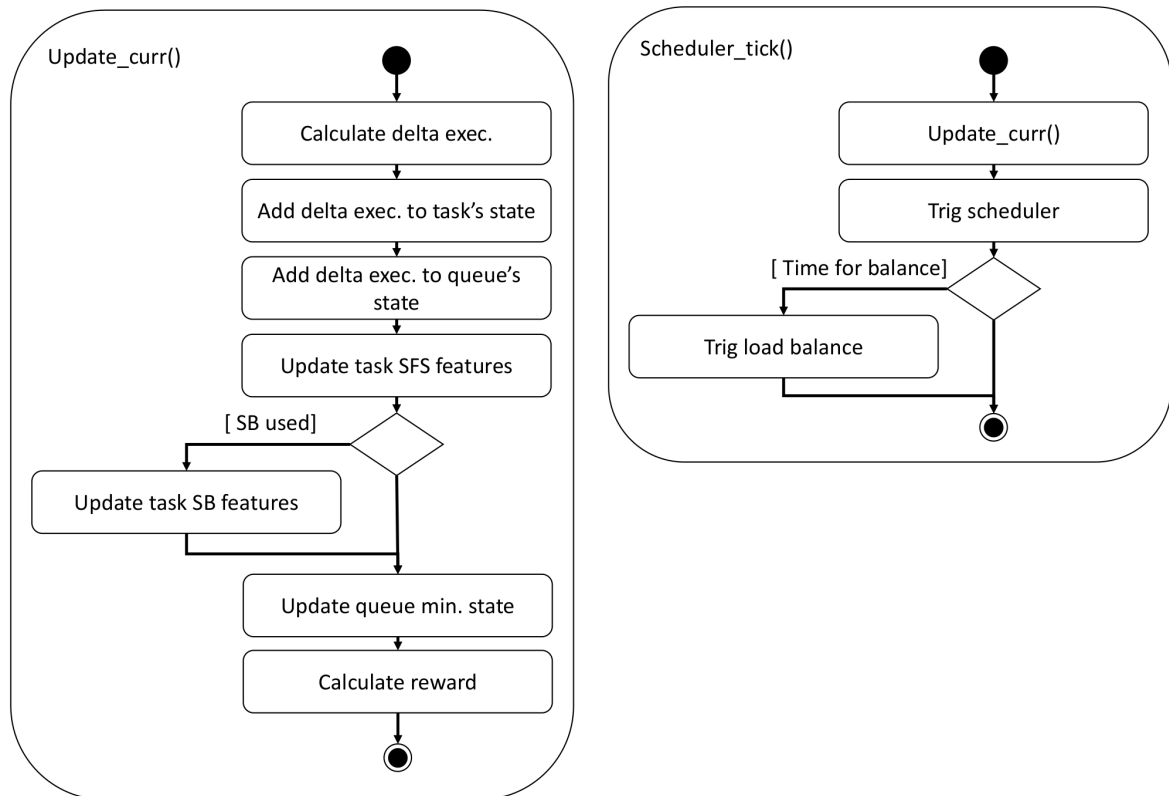 Update_curr()
Calculate delta exec.
Add delta exec. to task’s state
Add delta exec. to queue’s
state
Update task SFS features
[ SB used]
Update task SB features
Update queue min. state
Calculate reward
Scheduler_tick()
Update_curr()
Trig scheduler
[ Time for balance]
Trig load balance